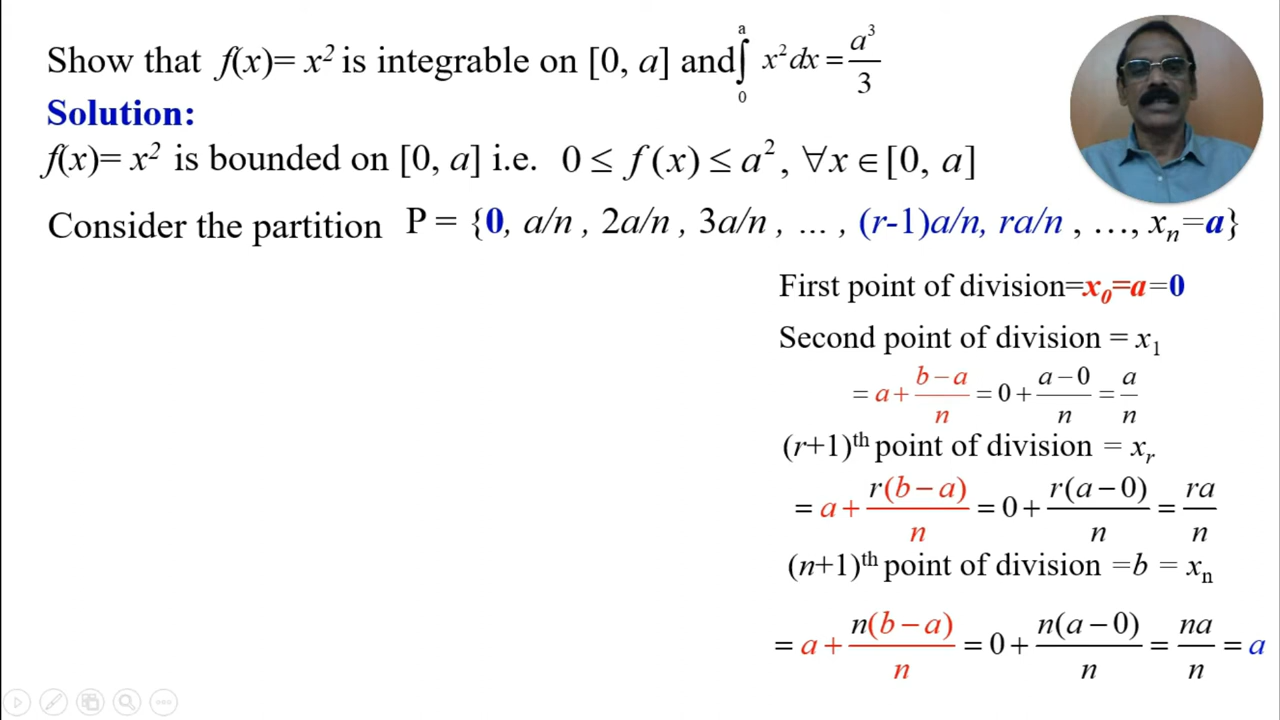 Show that f(x)= x² is integrable on [0, a] and ∫₀ᵃ x²dx = a³/3
Solution:
f(x)= x² is bounded on [0, a] i.e. 0 ≤ f(x) ≤ a², ∀x ∈ [0, a]
Consider the partition P = {0, a/n , 2a/n , 3a/n , ... , (r-1)a/n, ra/n , …, xₙ=a}
First point of division=x₀=a=0
Second point of division = x₁
= a + (b − a)/n = 0 + (a − 0)/n = a/n
(r+1)ᵗʰ point of division = xᵣ
= a + r(b − a)/n = 0 + r(a − 0)/n = ra/n
(n+1)ᵗʰ point of division =b = xₙ
= a + n(b − a)/n = 0 + n(a − 0)/n = na/n = a